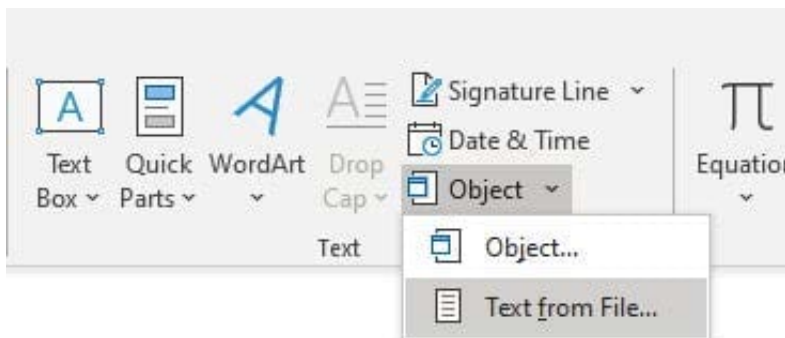 A
A
Text
Box
Quick
Parts
WordArt
Drop
Cap
Signature Line
Date & Time
Object
π
Equation
Text
Object...
Text from File...